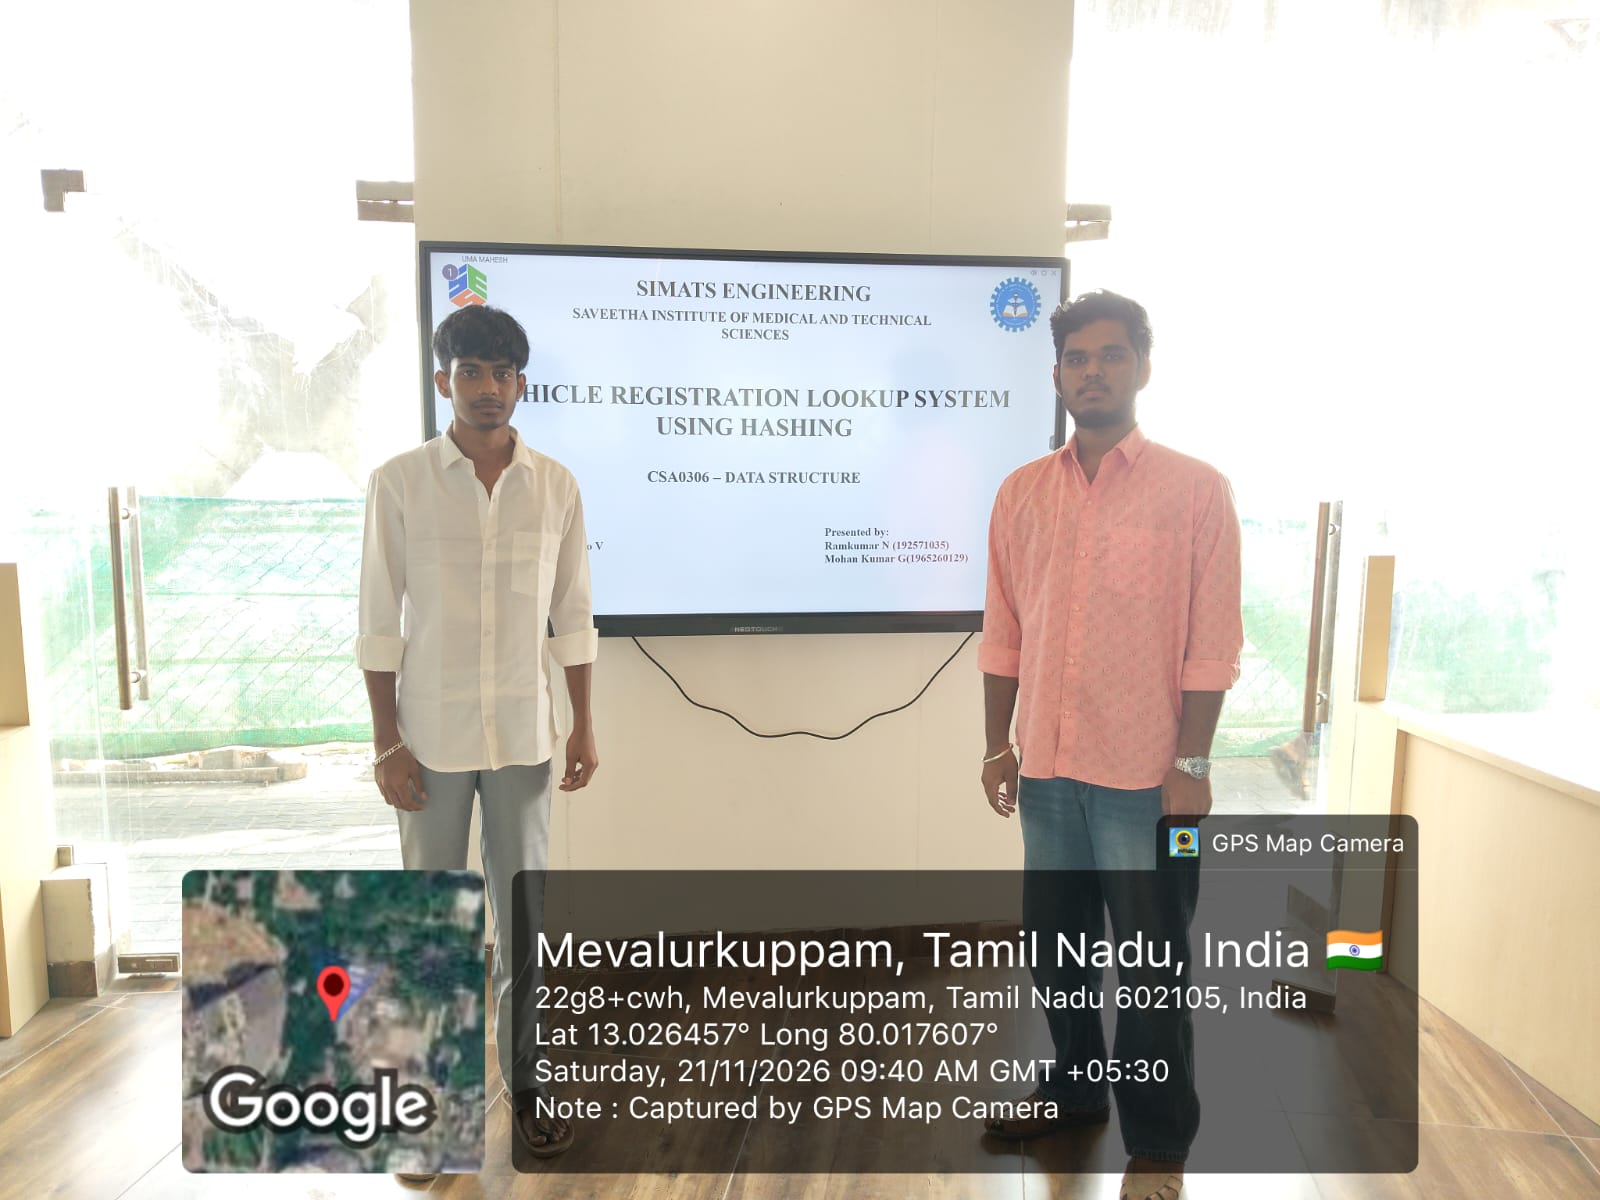 UMA MAHESH
1
SIMATS ENGINEERING
SAVEETHA INSTITUTE OF MEDICAL AND TECHNICAL
SCIENCES
HICLE REGISTRATION LOOKUP SYSTEM
USING HASHING
CSA0306 – DATA STRUCTURE
o V
Presented by:
Ramkumar N (192571035)
Mohan Kumar G(1965260129)
NEOTOUCH
GPS Map Camera
Mevalurkuppam, Tamil Nadu, India
22g8+cwh, Mevalurkuppam, Tamil Nadu 602105, India
Lat 13.026457° Long 80.017607°
Saturday, 21/11/2026 09:40 AM GMT +05:30
Note : Captured by GPS Map Camera
Google